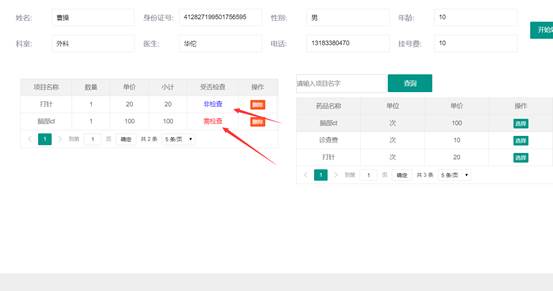 姓名: 曹操 身份证号: 412827199501756595 性别: 男 年龄: 10
开始
科室: 外科 医生: 华佗 电话: 13183380470 挂号费: 10
请输入项目名字 查询
项目名称 数量 单价 小计 受否检查 操作
打针 1 20 20 非检查 删除
脑部ct 1 100 100 需检查 删除
1 到第 1 页 确定 共 2 条 5 条/页
药品名称 单位 单价 操作
脑部ct 次 100 选择
诊查费 次 10 选择
打针 次 20 选择
1 到第 1 页 确定 共 3 条 5 条/页